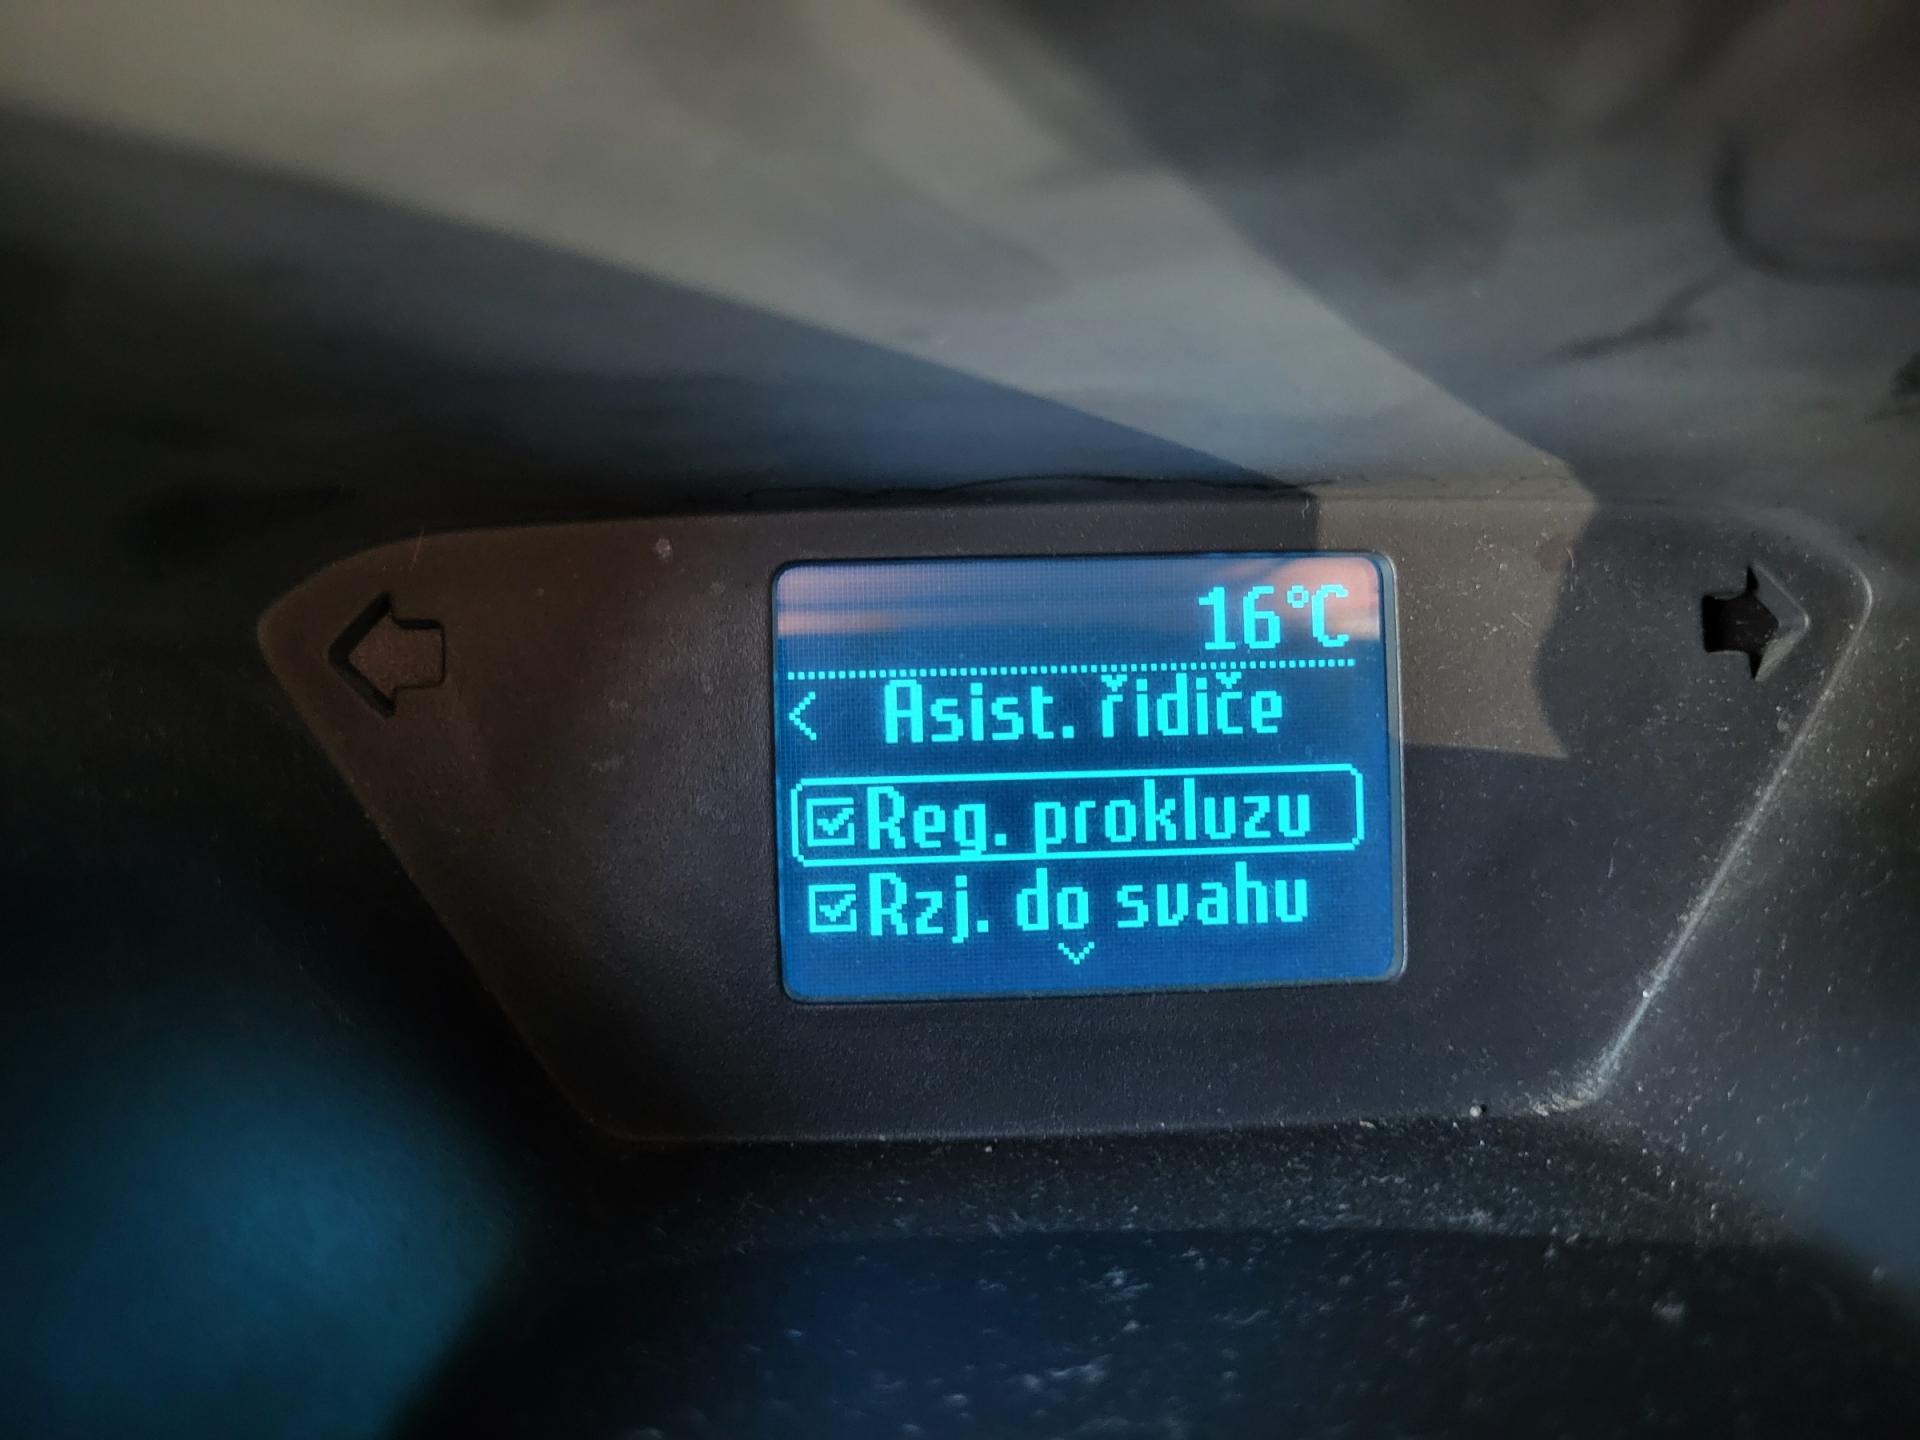 16°C
< Asist. řidiče
Reg. prokluzu
Rzj. do svahu